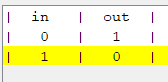 | in | out |
| 0 | 1 |
| 1 | 0 |